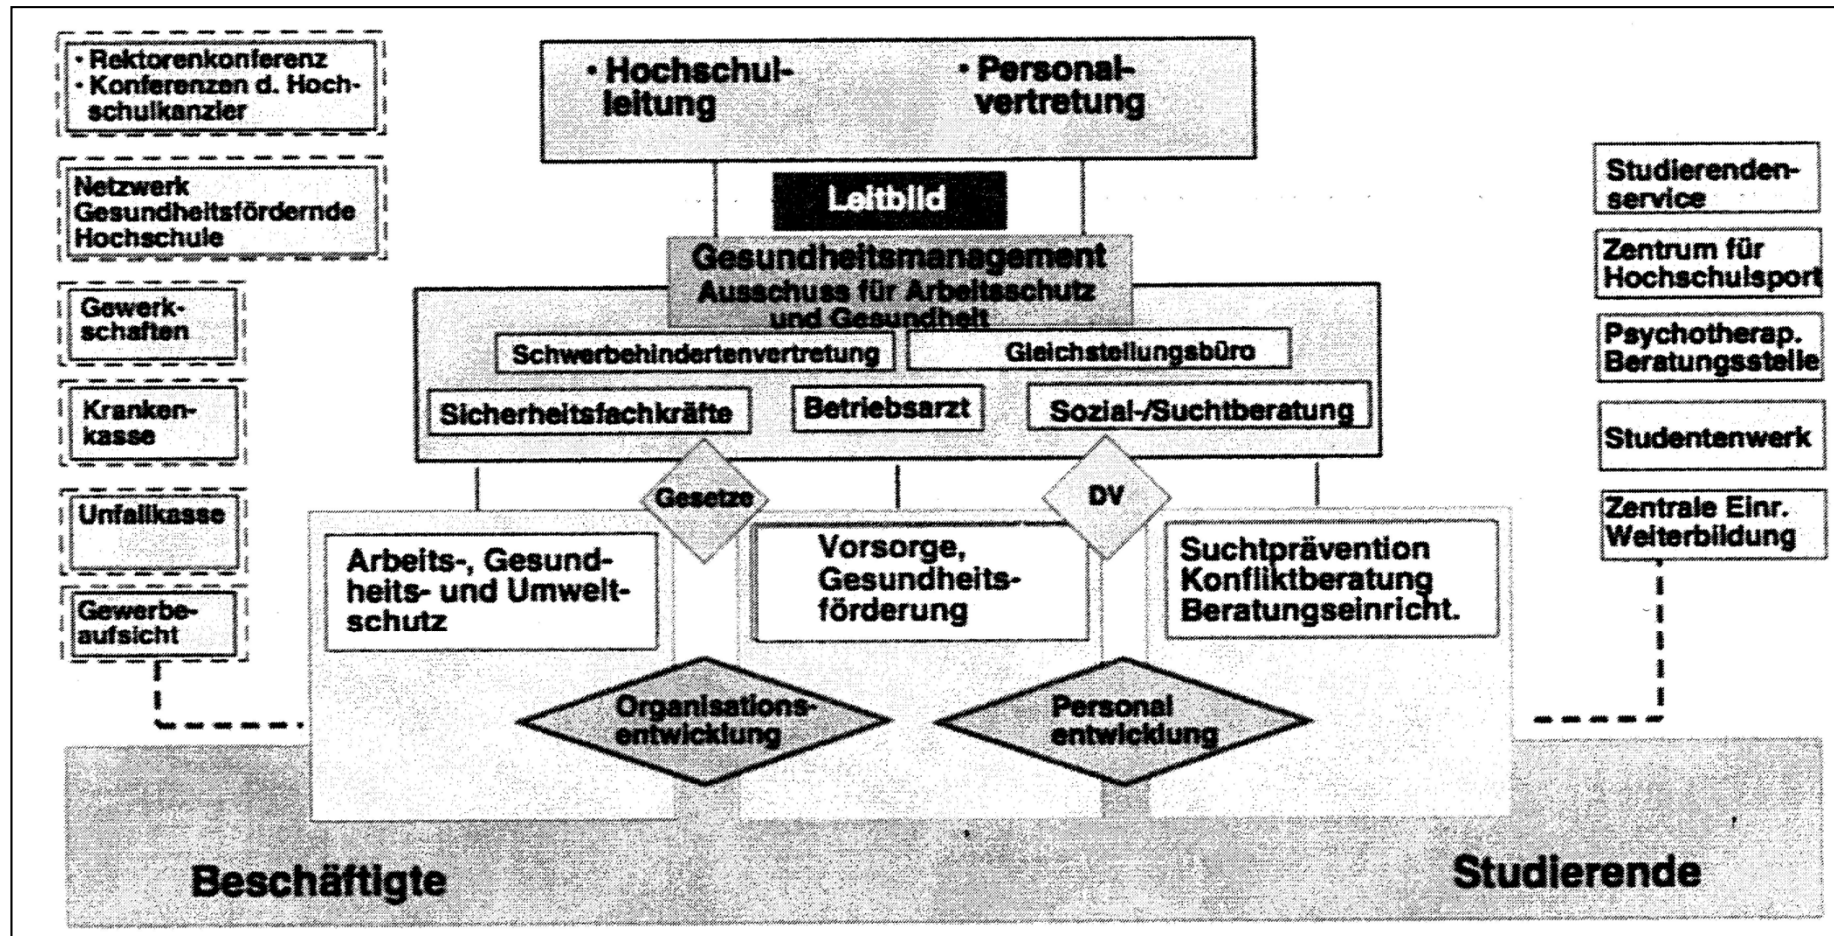 · Rektorenkonferenz
· Konferenzen d. Hoch-
schulkanzler
Netzwerk
Gesundheitsfördernde
Hochschule
Gewerk-
schaften
Kranken-
kasse
Unfallkasse
Gewerbe-
aufsicht
· Hochschul-
leitung
· Personal-
vertretung
Leitbild
Gesundheitsmanagement
Ausschuss für Arbeitsschutz
und Gesundheit
Schwerbehindertenvertretung
Gleichstellungsbüro
Sicherheitsfachkräfte
Betriebsarzt
Sozial-/Suchtberatung
Gesetze
DV
Arbeits-, Gesund-
heits- und Umwelt-
schutz
Vorsorge,
Gesundheits-
förderung
Suchtprävention
Konfliktberatung
Beratungseinricht.
Organisations-
entwicklung
Personal
entwicklung
Studierenden-
service
Zentrum für
Hochschulsport
Psychotherap.
Beratungsstelle
Studentenwerk
Zentrale Einr.
Weiterbildung
Beschäftigte
Studierende